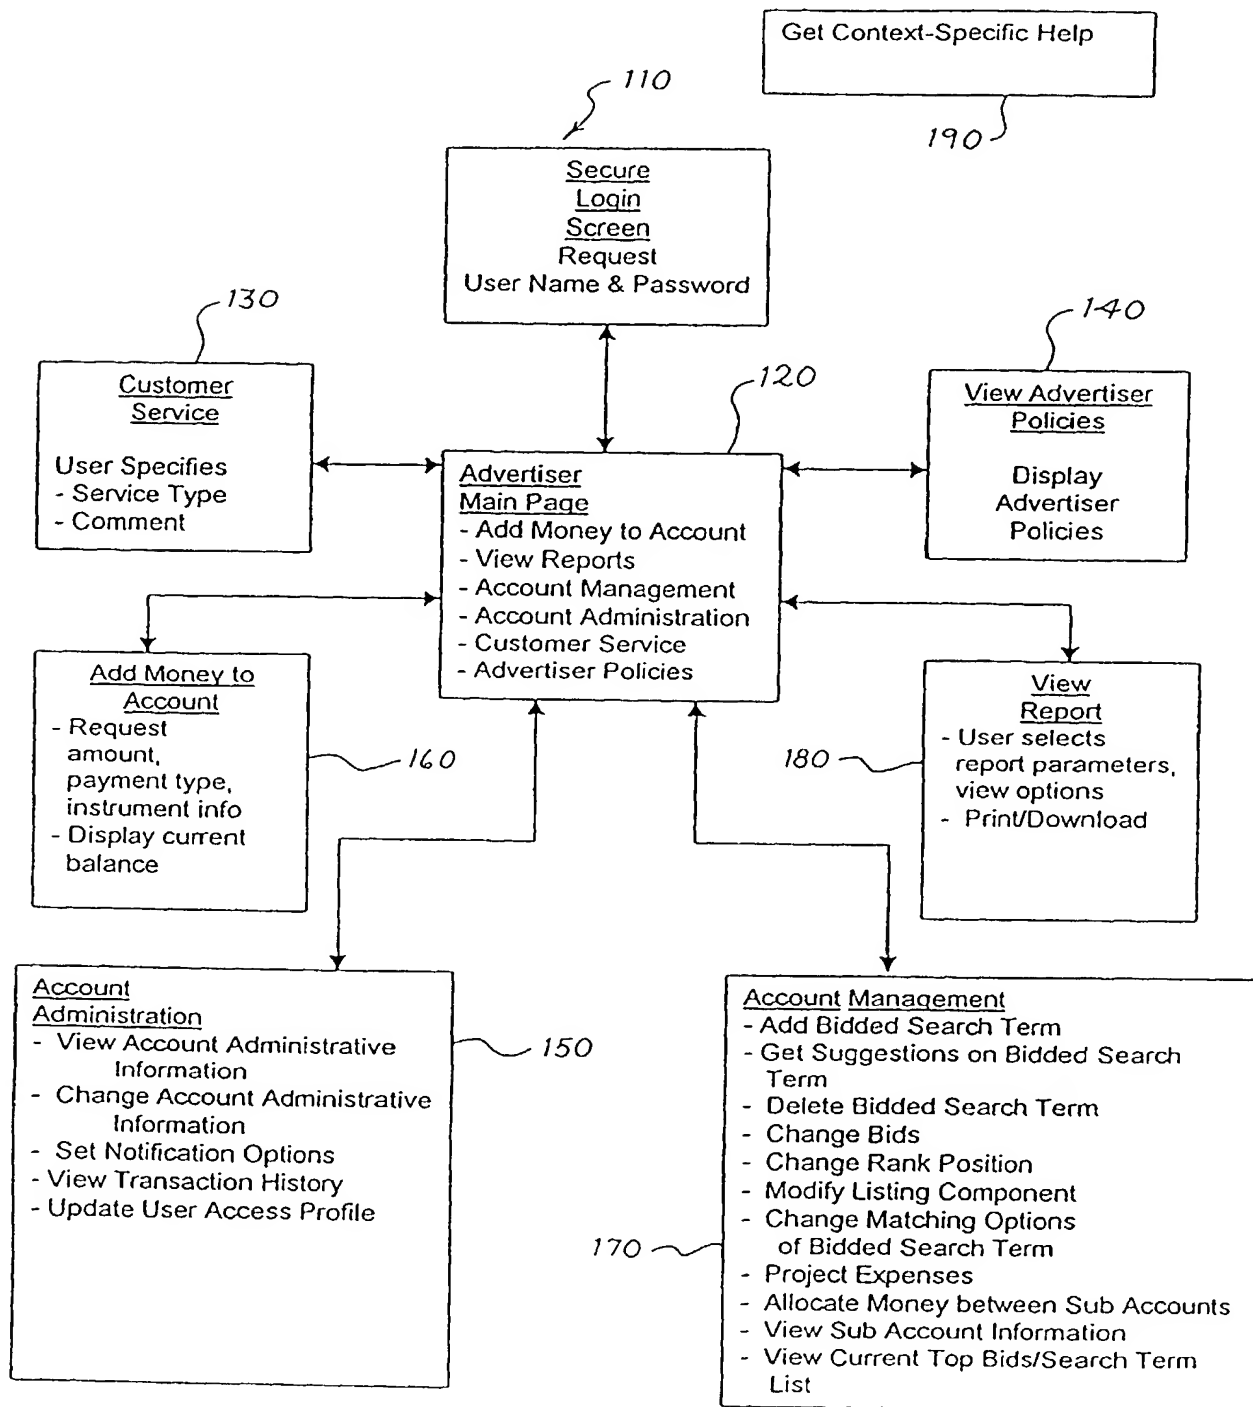 Get Context-Specific Help
190
110
Secure
Login
Screen
Request
User Name & Password
130
Customer
Service
User Specifies
- Service Type
- Comment
140
View Advertiser
Policies
Display
Advertiser
Policies
120
Advertiser
Main Page
- Add Money to Account
- View Reports
- Account Management
- Account Administration
- Customer Service
- Advertiser Policies
Add Money to
Account
- Request
amount,
payment type,
instrument info
- Display current
balance
160
View
Report
- User selects
report parameters,
view options
- Print/Download
180
Account
Administration
- View Account Administrative
Information
- Change Account Administrative
Information
- Set Notification Options
- View Transaction History
- Update User Access Profile
150
Account Management
- Add Bidded Search Term
- Get Suggestions on Bidded Search
Term
- Delete Bidded Search Term
- Change Bids
- Change Rank Position
- Modify Listing Component
- Change Matching Options
of Bidded Search Term
- Project Expenses
- Allocate Money between Sub Accounts
- View Sub Account Information
- View Current Top Bids/Search Term
List
170